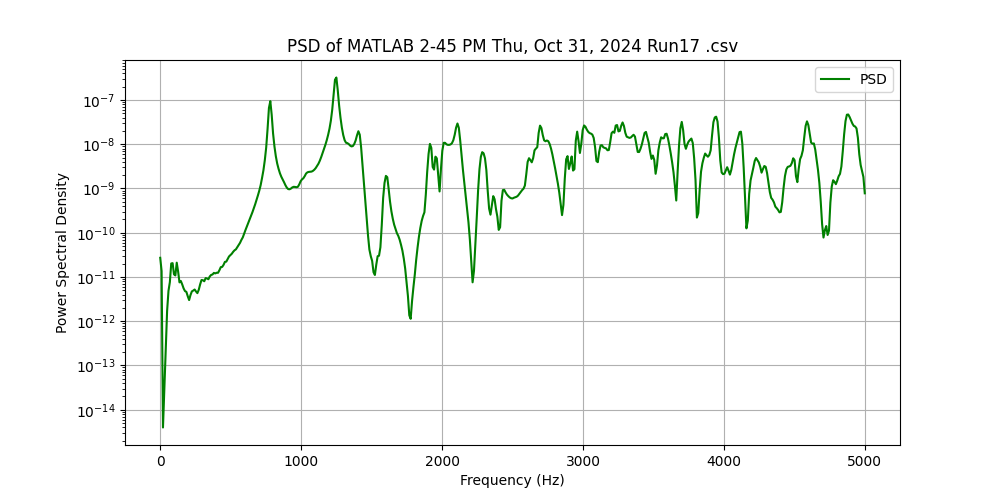 PSD of MATLAB 2-45 PM Thu, Oct 31, 2024 Run17 .csv
PSD
10⁻⁷
10⁻⁸
10⁻⁹
10⁻¹⁰
10⁻¹¹
10⁻¹²
10⁻¹³
10⁻¹⁴
Power Spectral Density
0 1000 2000 3000 4000 5000
Frequency (Hz)